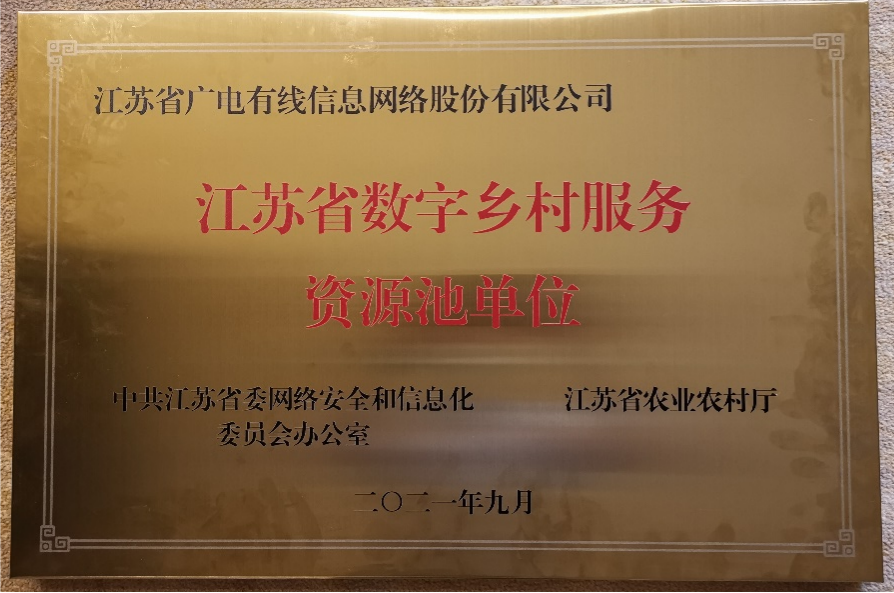 江苏省广电有线信息网络股份有限公司
江苏省数字乡村服务
资源池单位
中共江苏省委网络安全和信息化
委员会办公室
江苏省农业农村厅
二〇二一年九月